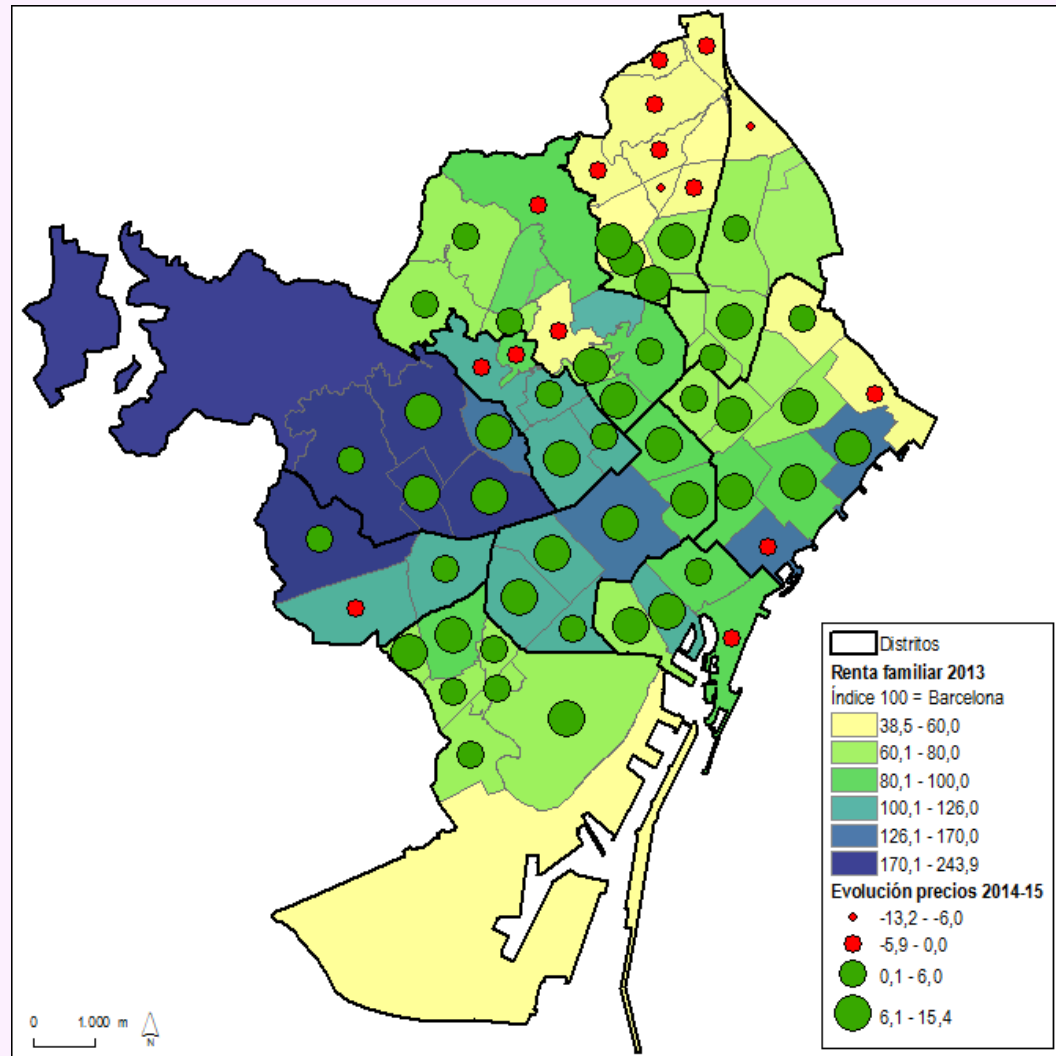 Distritos
Renta familiar 2013
Índice 100 = Barcelona
38,5 - 60,0
60,1 - 80,0
80,1 - 100,0
100,1 - 126,0
126,1 - 170,0
170,1 - 243,9
Evolución precios 2014-15
-13,2 - -6,0
-5,9 - 0,0
0,1 - 6,0
6,1 - 15,4
0 1.000 m
N